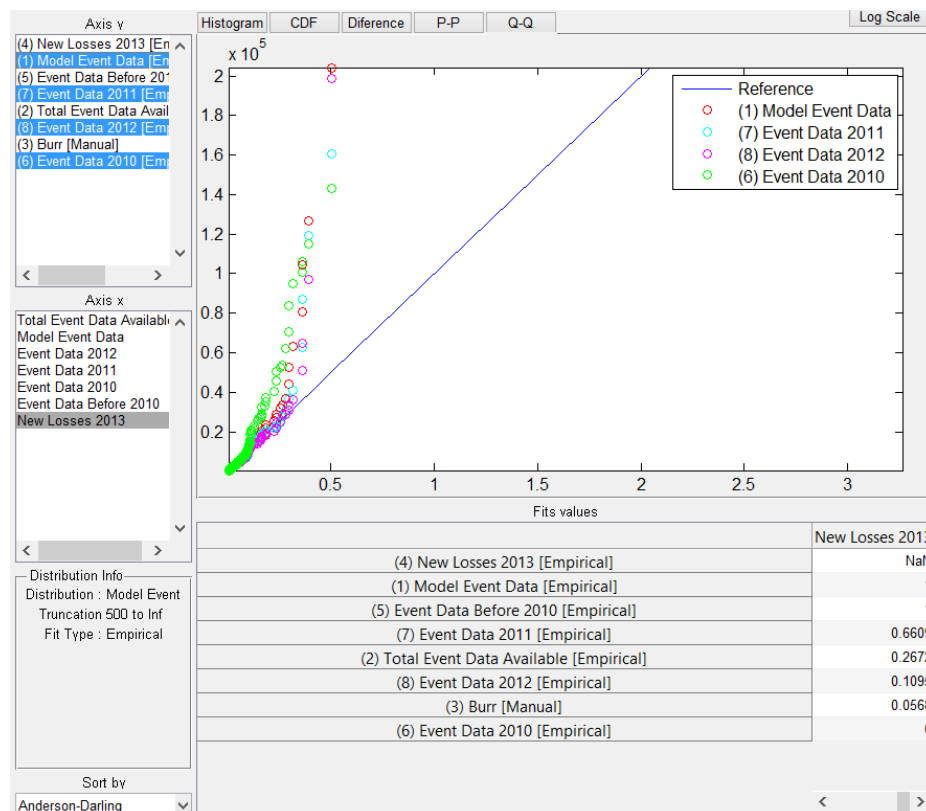 Axis y
(4) New Losses 2013 [En
(1) Model Event Data [Em
(5) Event Data Before 201
(7) Event Data 2011 [Emp
(2) Total Event Data Avail
(8) Event Data 2012 [Emp
(3) Burr [Manual]
(6) Event Data 2010 [Emp
Axis x
Total Event Data Available
Model Event Data
Event Data 2012
Event Data 2011
Event Data 2010
Event Data Before 2010
New Losses 2013
Distribution Info
Distribution : Model Event
Truncation 500 to Inf
Fit Type : Empirical
Sort by
Anderson-Darling
Histogram CDF Diference P-P Q-Q Log Scale
x 10^5
2
1.8
1.6
1.4
1.2
1
0.8
0.6
0.4
0.2
0.5 1 1.5 2 2.5 3
Reference
(1) Model Event Data
(7) Event Data 2011
(8) Event Data 2012
(6) Event Data 2010
Fits values
New Losses 2013
(4) New Losses 2013 [Empirical] NaN
(1) Model Event Data [Empirical]
(5) Event Data Before 2010 [Empirical]
(7) Event Data 2011 [Empirical] 0.6609
(2) Total Event Data Available [Empirical] 0.2672
(8) Event Data 2012 [Empirical] 0.1095
(3) Burr [Manual] 0.0568
(6) Event Data 2010 [Empirical]